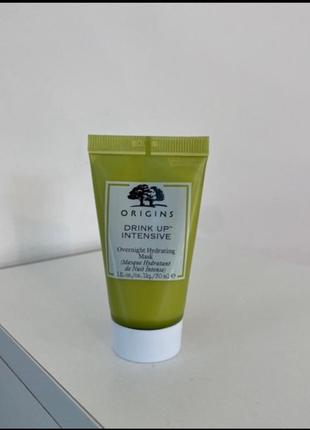 ORIGINS
DRINK UP™
INTENSIVE
Overnight Hydrating
Mask
(Masque Hydratant
de Nuit Intense)
1 fl.oz./oz. liq./30 ml ℮